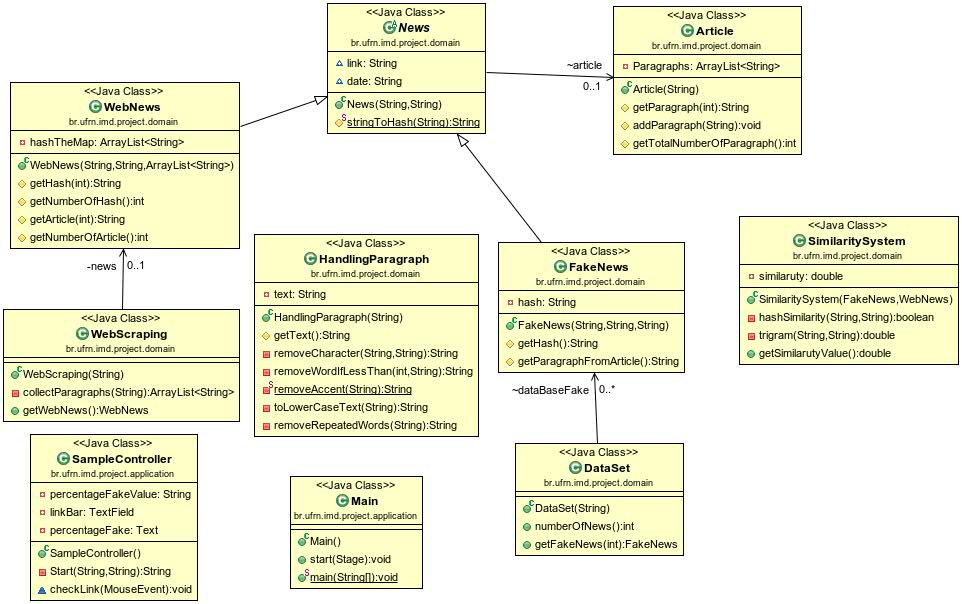 <<Java Class>>
News
br.ufrn.imd.project.domain
link: String
date: String
News(String,String)
stringToHash(String):String
~article
0..1
<<Java Class>>
Article
br.ufrn.imd.project.domain
Paragraphs: ArrayList<String>
Article(String)
getParagraph(int):String
addParagraph(String):void
getTotalNumberOfParagraph():int
<<Java Class>>
WebNews
br.ufrn.imd.project.domain
hashTheMap: ArrayList<String>
WebNews(String,String,ArrayList<String>)
getHash(int):String
getNumberOfHash():int
getArticle(int):String
getNumberOfArticle():int
-news 0..1
<<Java Class>>
HandlingParagraph
br.ufrn.imd.project.domain
text: String
HandlingParagraph(String)
getText():String
removeCharacter(String,String):String
removeWordIfLessThan(int,String):String
removeAccent(String):String
toLowerCaseText(String):String
removeRepeatedWords(String):String
<<Java Class>>
FakeNews
br.ufrn.imd.project.domain
hash: String
FakeNews(String,String,String)
getHash():String
getParagraphFromArticle():String
~dataBaseFake 0..*
<<Java Class>>
SimilaritySystem
br.ufrn.imd.project.domain
similaruty: double
SimilaritySystem(FakeNews,WebNews)
hashSimilarity(String,String):boolean
trigram(String,String):double
getSimilarutyValue():double
<<Java Class>>
WebScraping
br.ufrn.imd.project.domain
WebScraping(String)
collectParagraphs(String):ArrayList<String>
getWebNews():WebNews
<<Java Class>>
SampleController
br.ufrn.imd.project.application
percentageFakeValue: String
linkBar: TextField
percentageFake: Text
SampleController()
Start(String,String):String
checkLink(MouseEvent):void
<<Java Class>>
Main
br.ufrn.imd.project.application
Main()
start(Stage):void
main(String[]):void
<<Java Class>>
DataSet
br.ufrn.imd.project.domain
DataSet(String)
numberOfNews():int
getFakeNews(int):FakeNews